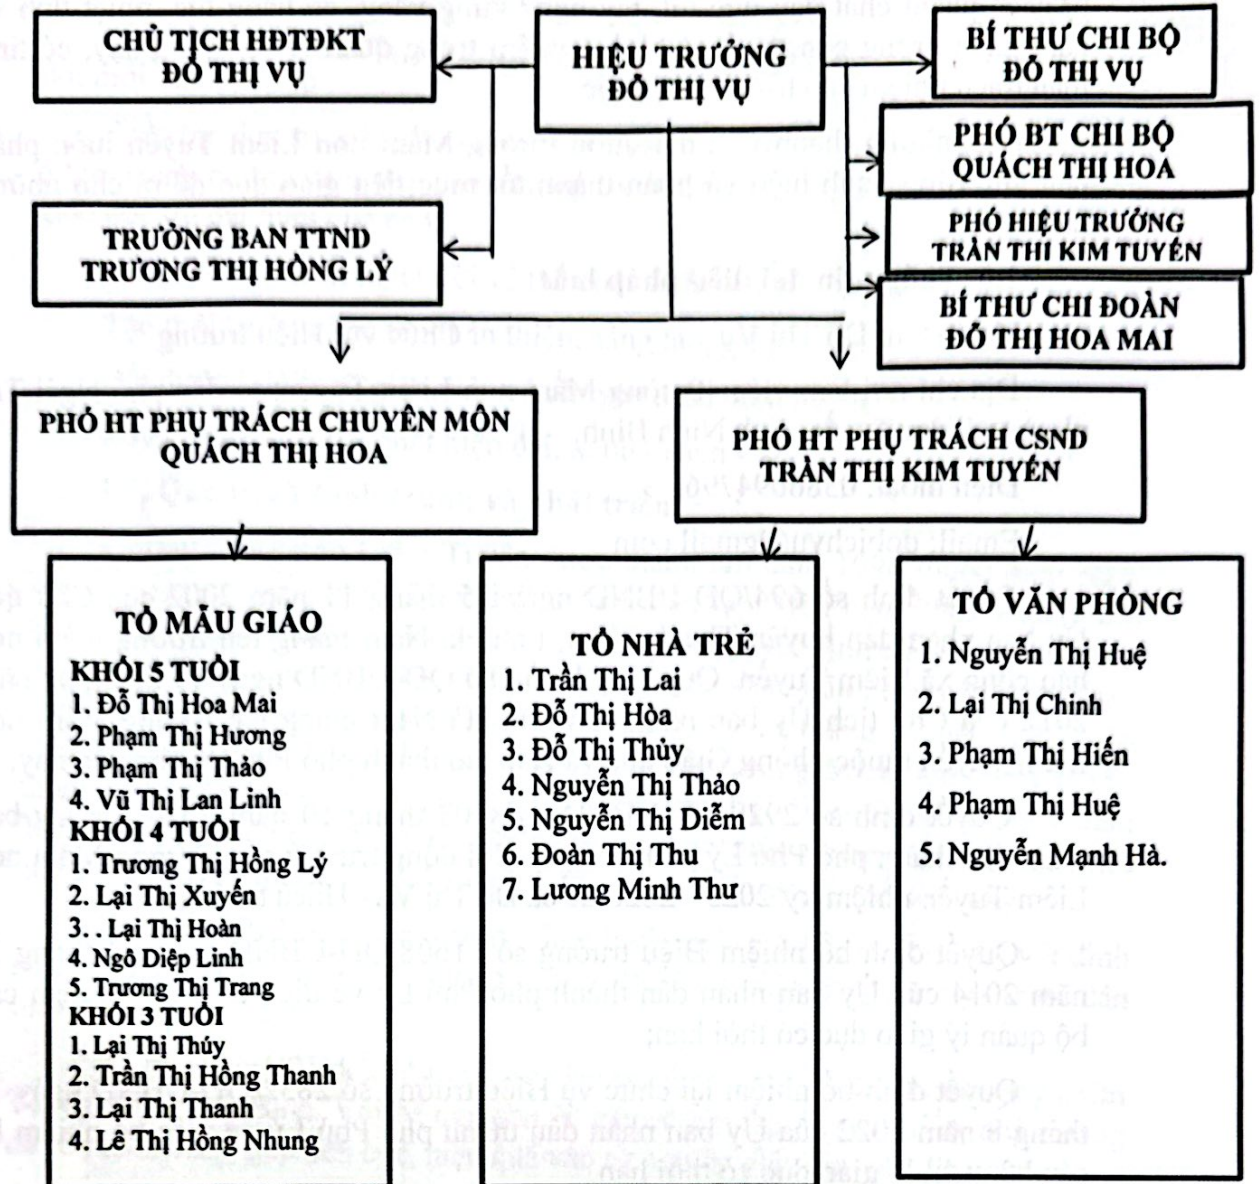 CHỦ TỊCH HĐTĐKT
ĐỖ THỊ VỤ
HIỆU TRƯỞNG
ĐỖ THỊ VỤ
BÍ THƯ CHI BỘ
ĐỖ THỊ VỤ
PHÓ BT CHI BỘ
QUÁCH THỊ HOA
TRƯỞNG BAN TTND
TRƯƠNG THỊ HỒNG LÝ
PHÓ HIỆU TRƯỞNG
TRẦN THỊ KIM TUYẾN
BÍ THƯ CHI ĐOÀN
ĐỖ THỊ HOA MAI
PHÓ HT PHỤ TRÁCH CHUYÊN MÔN
QUÁCH THỊ HOA
PHÓ HT PHỤ TRÁCH CSND
TRẦN THỊ KIM TUYẾN
TỔ MẪU GIÁO
KHỐI 5 TUỔI
1. Đỗ Thị Hoa Mai
2. Phạm Thị Hương
3. Phạm Thị Thảo
4. Vũ Thị Lan Linh
KHỐI 4 TUỔI
1. Trương Thị Hồng Lý
2. Lại Thị Xuyến
3. . Lại Thị Hoàn
4. Ngô Diệp Linh
5. Trương Thị Trang
KHỐI 3 TUỔI
1. Lại Thị Thúy
2. Trần Thị Hồng Thanh
3. Lại Thị Thanh
4. Lê Thị Hồng Nhung
TỔ NHÀ TRẺ
1. Trần Thị Lai
2. Đỗ Thị Hòa
3. Đỗ Thị Thủy
4. Nguyễn Thị Thảo
5. Nguyễn Thị Diễm
6. Đoàn Thị Thu
7. Lương Minh Thư
TỔ VĂN PHÒNG
1. Nguyễn Thị Huệ
2. Lại Thị Chinh
3. Phạm Thị Hiến
4. Phạm Thị Huệ
5. Nguyễn Mạnh Hà.